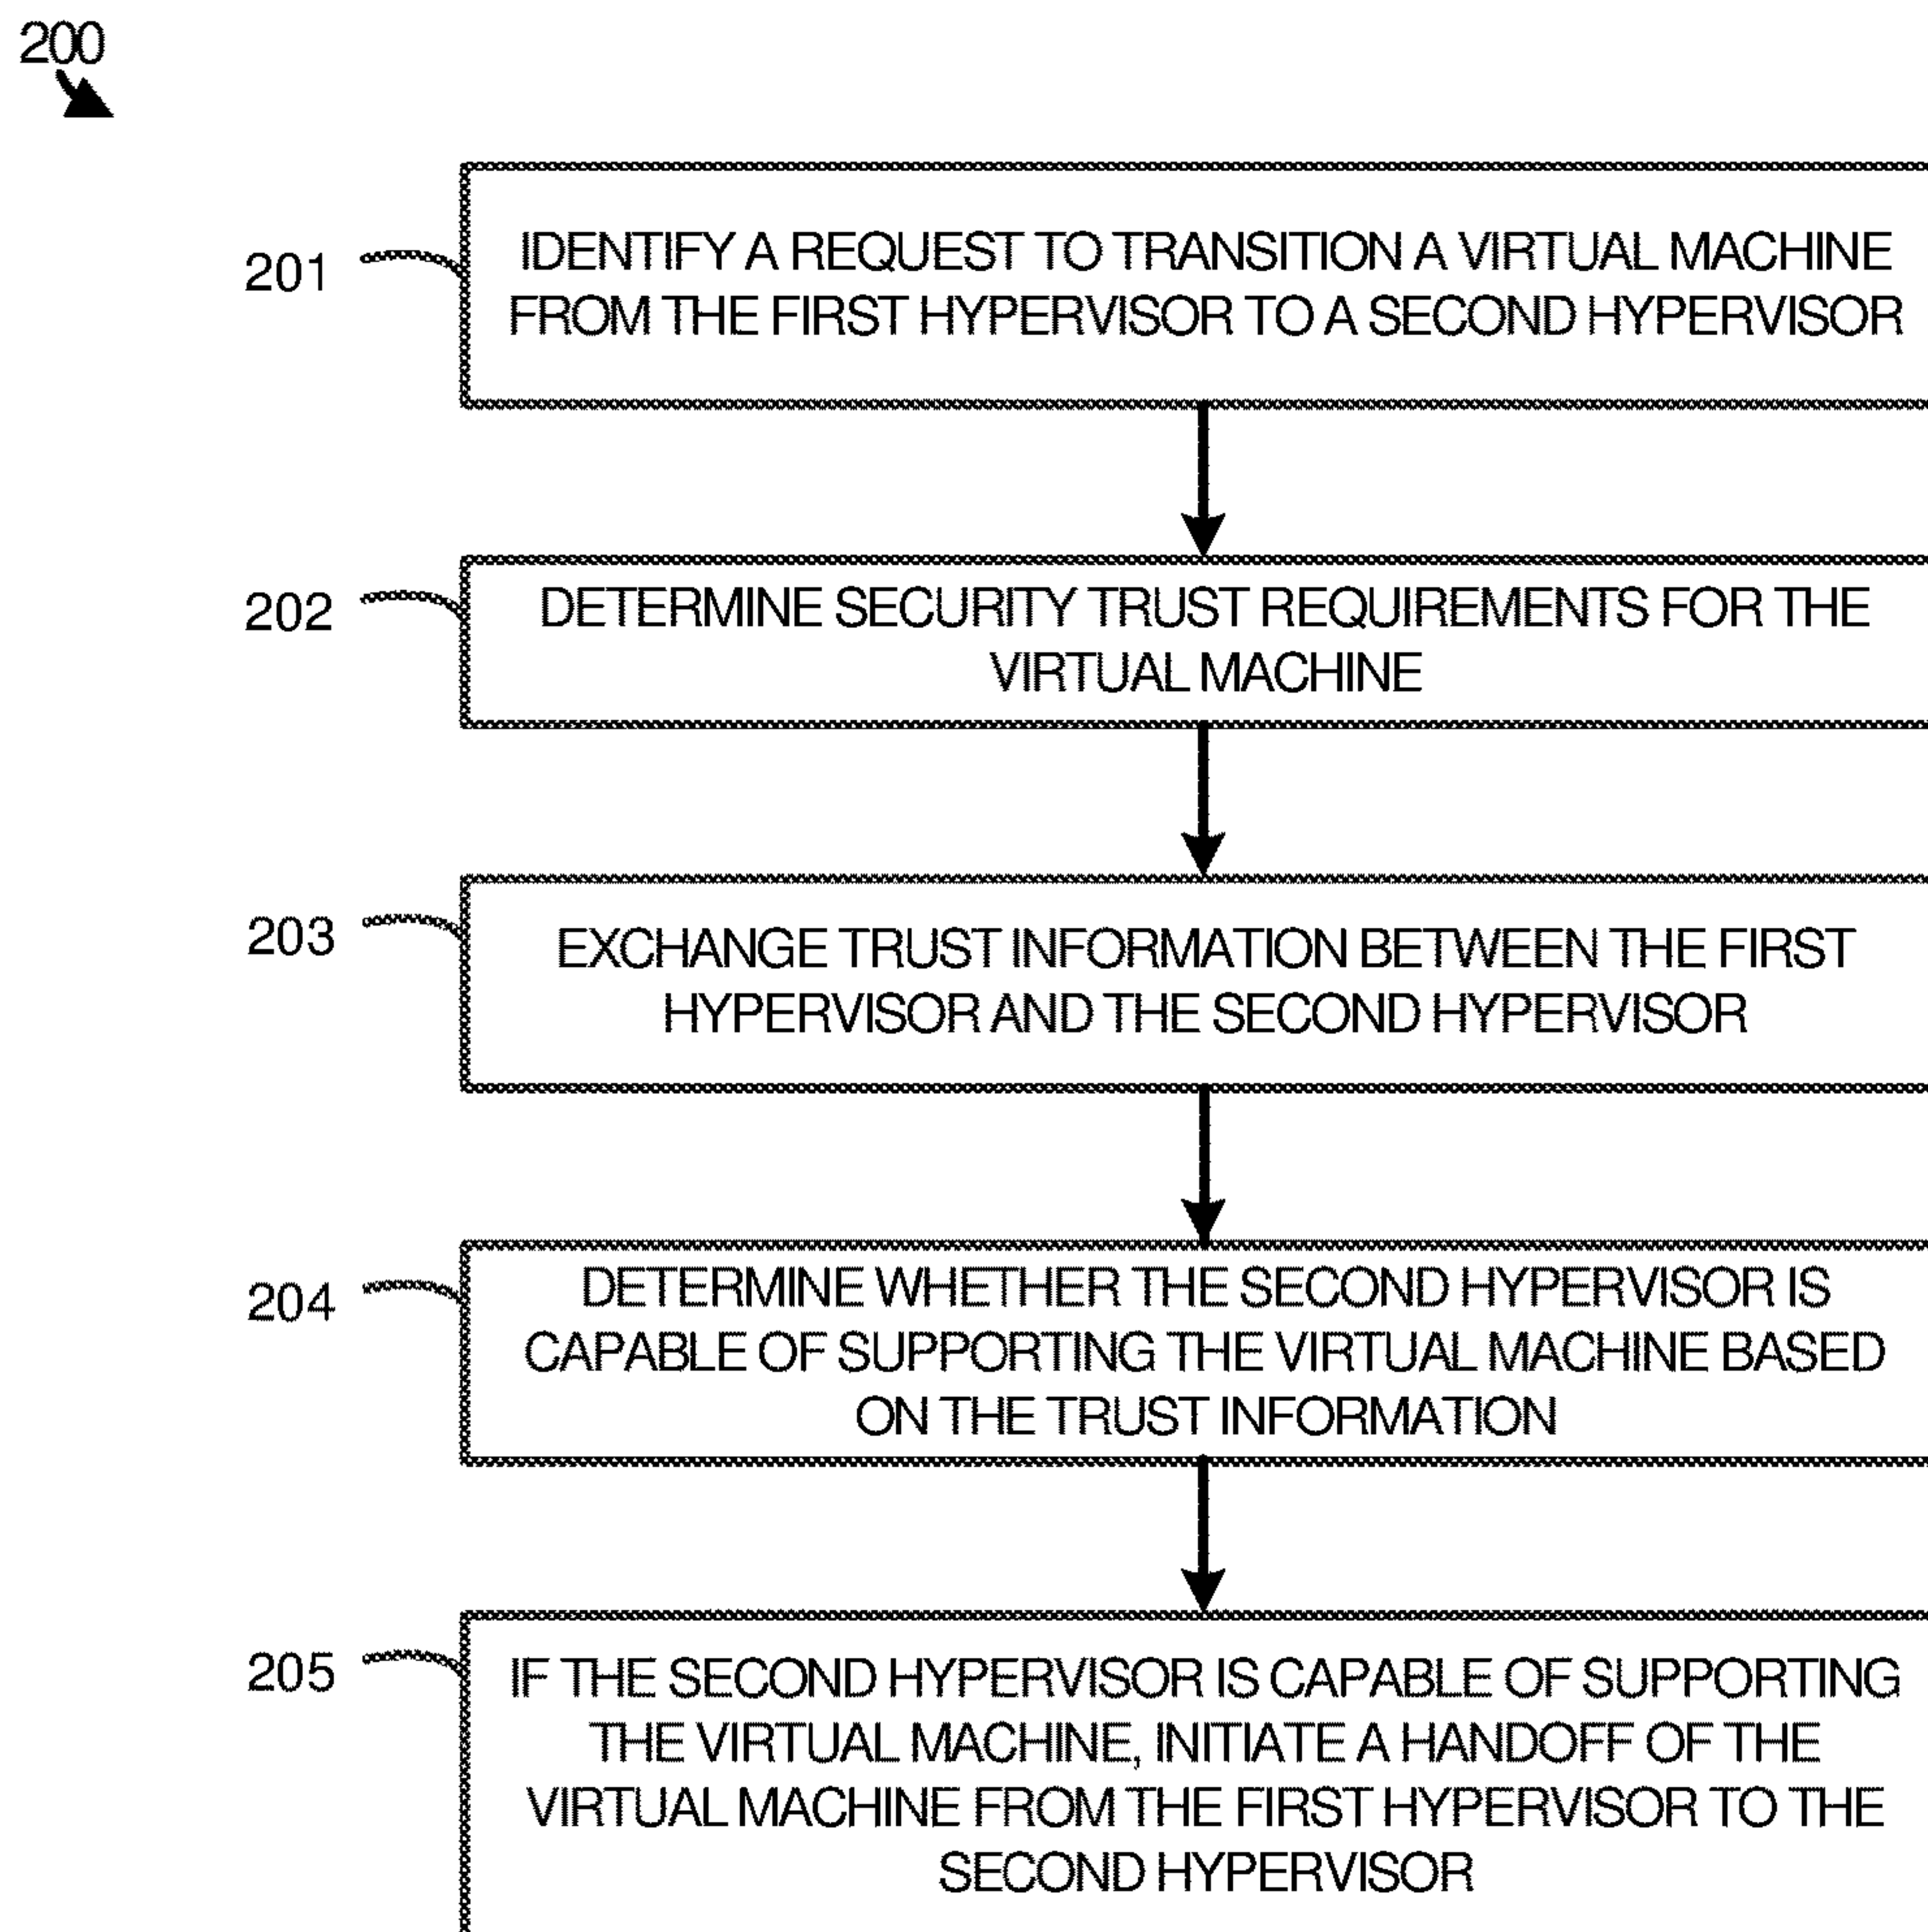 200
201
IDENTIFY A REQUEST TO TRANSITION A VIRTUAL MACHINE
FROM THE FIRST HYPERVISOR TO A SECOND HYPERVISOR
202
DETERMINE SECURITY TRUST REQUIREMENTS FOR THE
VIRTUAL MACHINE
203
EXCHANGE TRUST INFORMATION BETWEEN THE FIRST
HYPERVISOR AND THE SECOND HYPERVISOR
204
DETERMINE WHETHER THE SECOND HYPERVISOR IS
CAPABLE OF SUPPORTING THE VIRTUAL MACHINE BASED
ON THE TRUST INFORMATION
205
IF THE SECOND HYPERVISOR IS CAPABLE OF SUPPORTING
THE VIRTUAL MACHINE, INITIATE A HANDOFF OF THE
VIRTUAL MACHINE FROM THE FIRST HYPERVISOR TO THE
SECOND HYPERVISOR